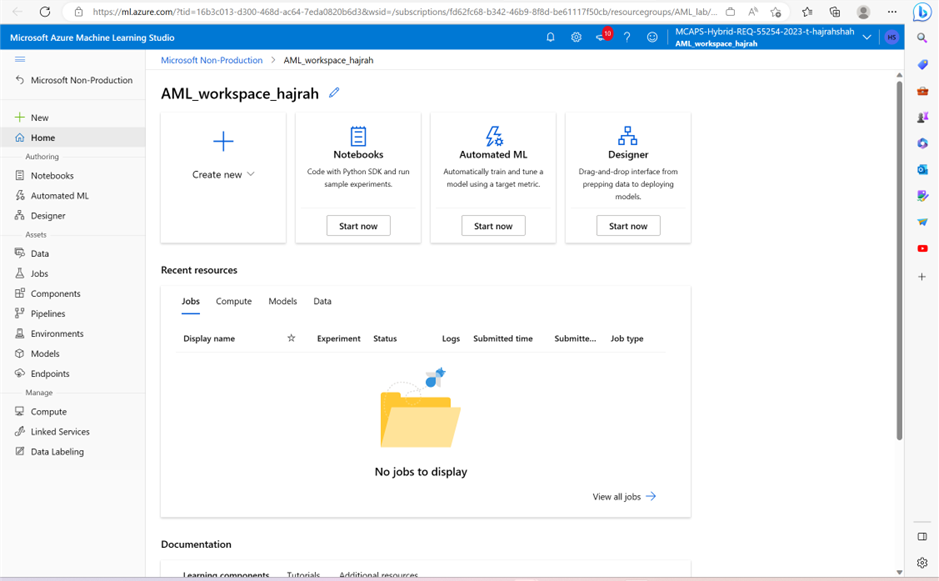 https://ml.azure.com/?tid=16b3c013-d300-468d-ac64-7eda0820b6d3&wsid=/subscriptions/fd62fc68-b342-46b9-8f8d-be61117f50cb/resourcegroups/AML_lab/...
Microsoft Azure Machine Learning Studio
10
?
MCAPS-Hybrid-REQ-55254-2023-t-hajrahshah
AML_workspace_hajrah
HS
Microsoft Non-Production
New
Home
Authoring
Notebooks
Automated ML
Designer
Assets
Data
Jobs
Components
Pipelines
Environments
Models
Endpoints
Manage
Compute
Linked Services
Data Labeling
Microsoft Non-Production > AML_workspace_hajrah
AML_workspace_hajrah
Create new
Notebooks
Code with Python SDK and run
sample experiments.
Start now
Automated ML
Automatically train and tune a
model using a target metric.
Start now
Designer
Drag-and-drop interface from
prepping data to deploying
models.
Start now
Recent resources
Jobs Compute Models Data
Display name Experiment Status Logs Submitted time Submitte... Job type
No jobs to display
View all jobs
Documentation
Learning components Tutorials Additional resources